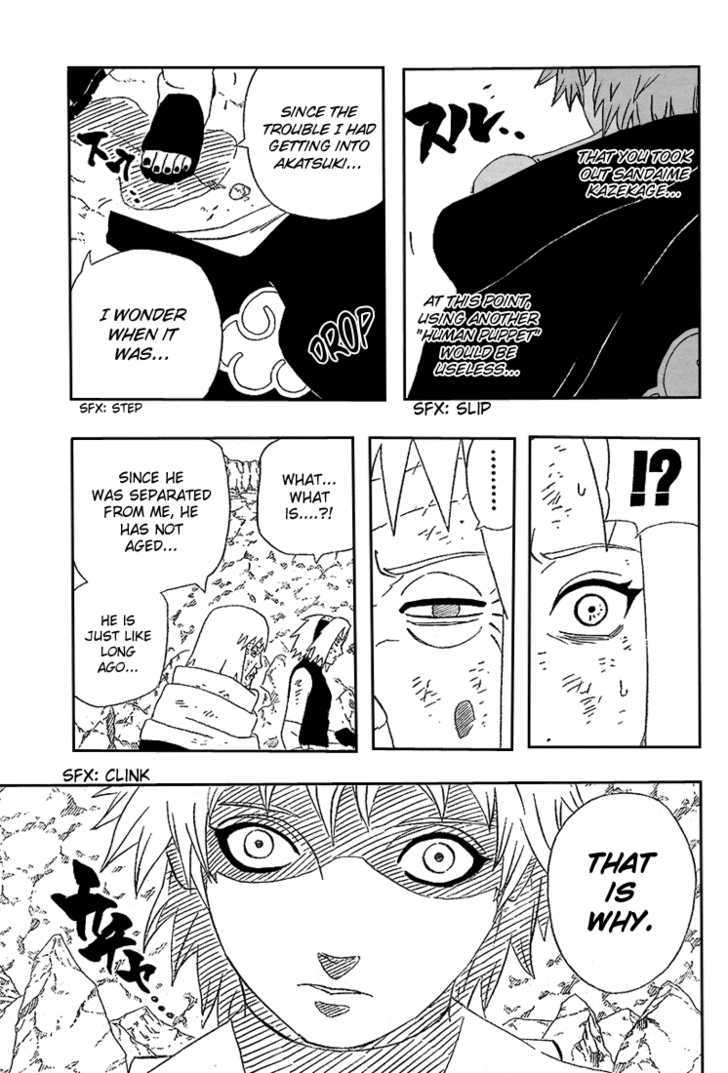 THAT YOU TOOK
OUT SANDAIME
KAZEKAGE...
スル..
AT THIS POINT,
USING ANOTHER
"HUMAN PUPPET"
WOULD BE
USELESS...
SFX: SLIP
SINCE THE
TROUBLE I HAD
GETTING INTO
AKATSUKI...
I WONDER
WHEN IT
WAS...
DROP
SFX: STEP
!?
.........
WHAT...
WHAT
IS....?!
SINCE HE
WAS SEPARATED
FROM ME, HE
HAS NOT
AGED...
HE IS
JUST LIKE
LONG
AGO...
SFX: CLINK
THAT
IS
WHY.